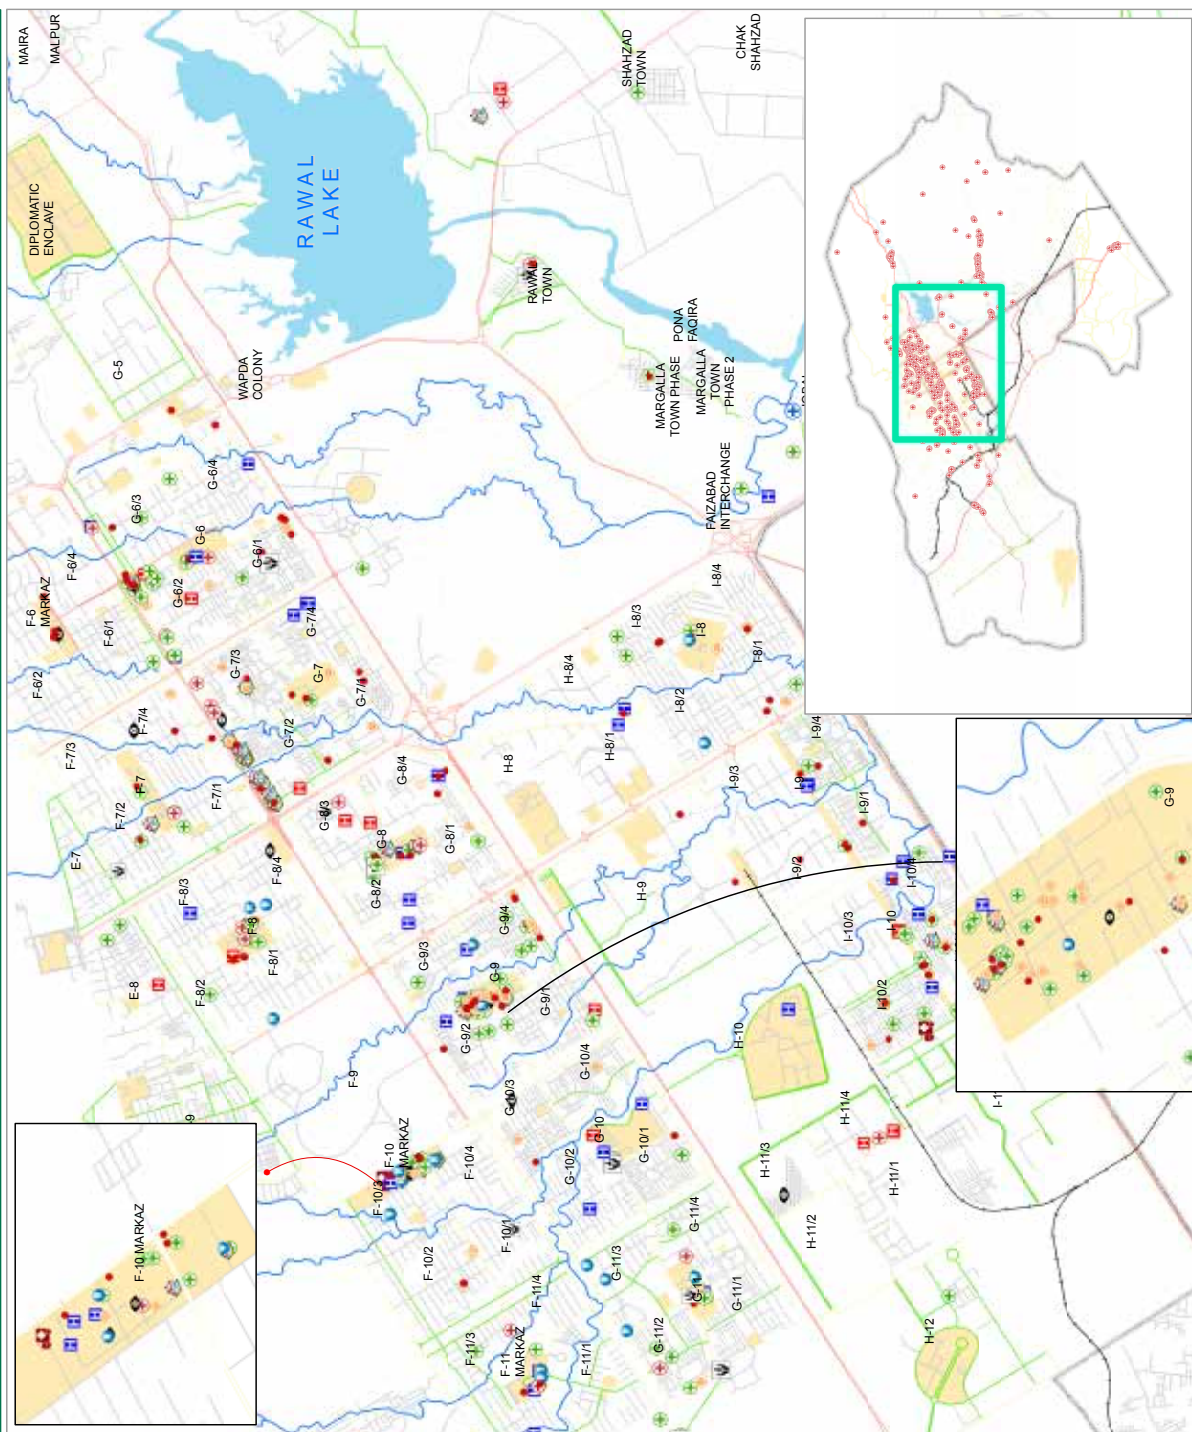 MAIRA
MALPUR
DIPLOMATIC
ENCLAVE
RAWAL
LAKE
SHAHZAD
TOWN
CHAK
SHAHZAD
RAWAL
TOWN
G-5
WAPDA
COLONY
PONA
FAQIRA
MARGALLA
TOWN PHASE
MARGALLA
TOWN
PHASE 2
FAIZABAD
INTERCHANGE
G-6/4
G-6/3
G-6
G-6/1
G-6/2
F-6/4
F-6
MARKAZ
F-6/1
F-6/2
G-7/4
G-7/3
G-7
G-7/1
G-7/2
F-7/4
F-7/3
F-7
F-7/2
F-7/1
E-7
I-8/4
I-8/3
I-8
I-8/1
I-8/2
H-8/4
H-8/1
H-8
G-8/4
G-8/3
G-8
G-8/1
G-8/2
F-8/4
F-8/3
F-8
F-8/1
F-8/2
E-8
I-9/4
I-9/3
I-9
I-9/1
I-9/2
H-9
G-9/4
G-9/3
G-9
G-9/1
G-9/2
F-9
I-10/4
I-10/3
I-10
I-10/2
H-10
G-10/4
G-10/3
G-10
G-10/1
G-10/2
F-10
MARKAZ
F-10/4
F-10/3
F-10/1
F-10/2
H-11/4
H-11/3
H-11/1
H-11/2
G-11/4
G-11/3
G-11
G-11/1
G-11/2
F-11/4
F-11/3
F-11
MARKAZ
F-11/1
H-12
G-9
F-10 MARKAZ